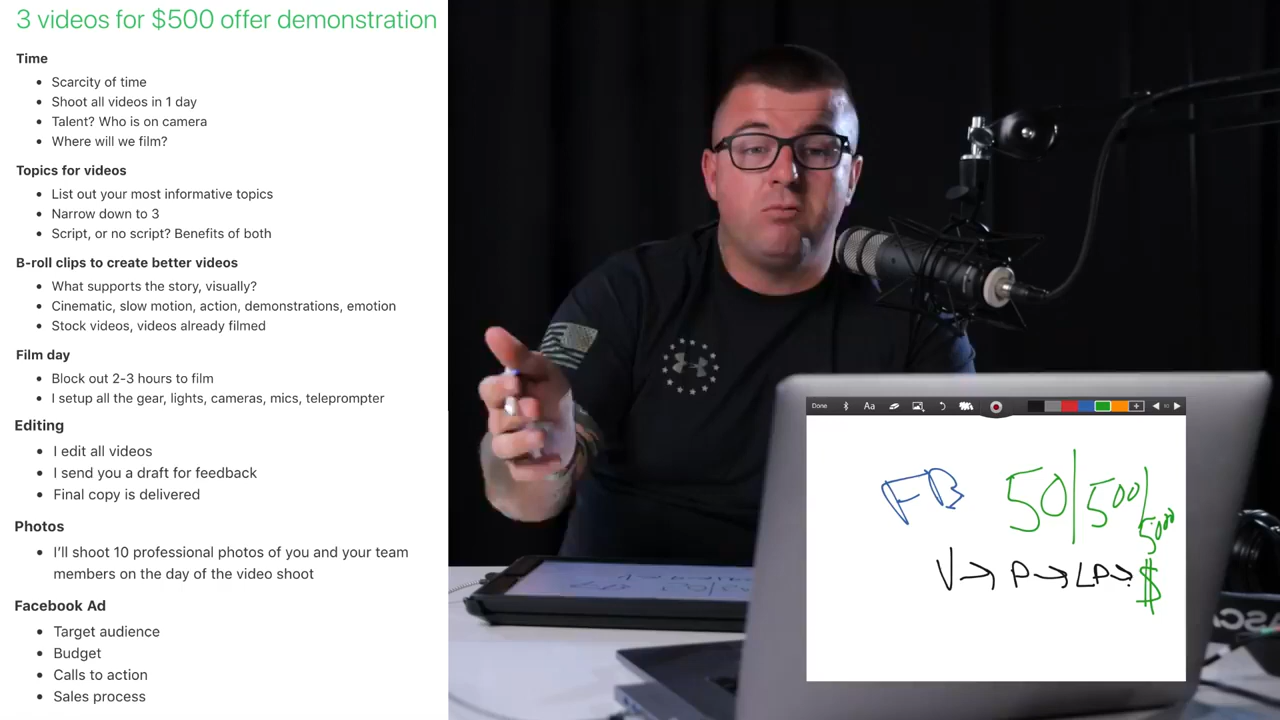 3 videos for $500 offer demonstration
Time
• Scarcity of time
• Shoot all videos in 1 day
• Talent? Who is on camera
• Where will we film?
Topics for videos
• List out your most informative topics
• Narrow down to 3
• Script, or no script? Benefits of both
B-roll clips to create better videos
• What supports the story, visually?
• Cinematic, slow motion, action, demonstrations, emotion
• Stock videos, videos already filmed
Film day
• Block out 2-3 hours to film
• I setup all the gear, lights, cameras, mics, teleprompter
Editing
• I edit all videos
• I send you a draft for feedback
• Final copy is delivered
Photos
• I’ll shoot 10 professional photos of you and your team
members on the day of the video shoot
Facebook Ad
• Target audience
• Budget
• Calls to action
• Sales process
Done Aa
FB 50 | 500 | 5000
V → P → LP → $